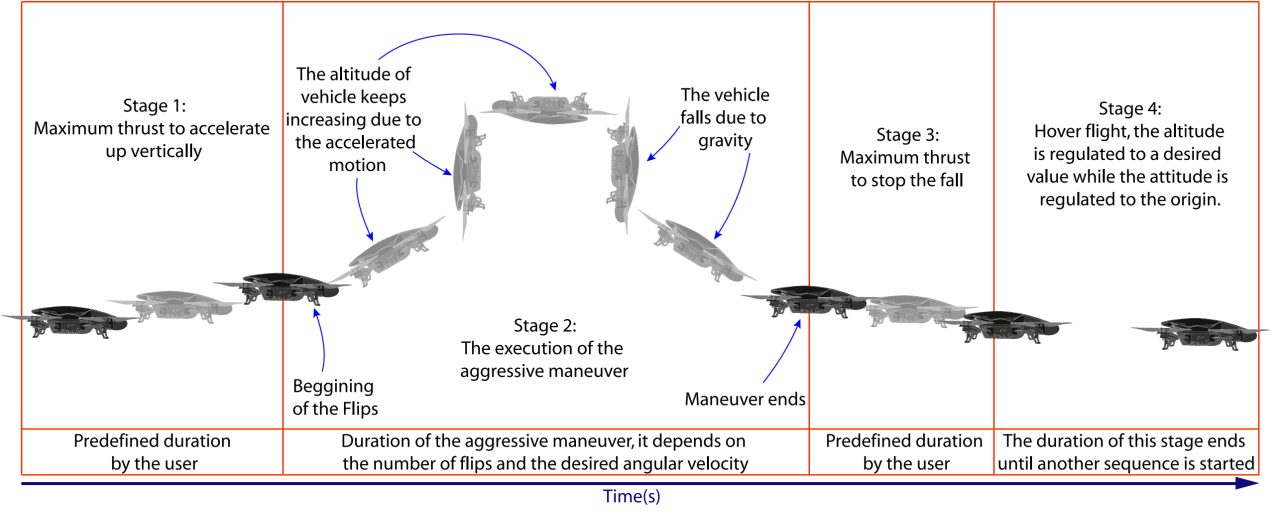 Stage 1:
Maximum thrust to accelerate
up vertically
The altitude of
vehicle keeps
increasing due to
the accelerated
motion
The vehicle
falls due to
gravity
Stage 3:
Maximum thrust
to stop the fall
Stage 4:
Hover flight, the altitude
is regulated to a desired
value while the attitude is
regulated to the origin.
Stage 2:
The execution of the
aggressive maneuver
Beggining
of the Flips
Maneuver ends
Predefined duration
by the user
Duration of the aggressive maneuver, it depends on
the number of flips and the desired angular velocity
Predefined duration
by the user
The duration of this stage ends
until another sequence is started
Time(s)